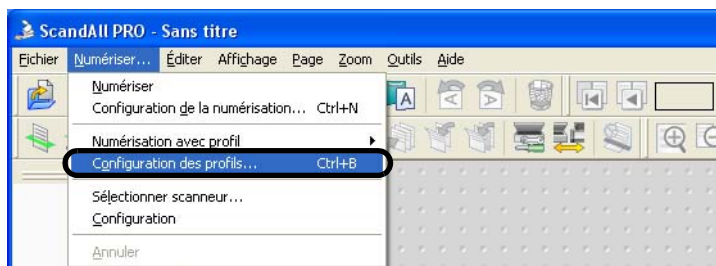 ScandAll PRO - Sans titre
Fichier Numériser... Éditer Affichage Page Zoom Outils Aide
Numériser
Configuration de la numérisation... Ctrl+N
Numérisation avec profil
Configuration des profils... Ctrl+B
Sélectionner scanneur...
Configuration
Annuler
A